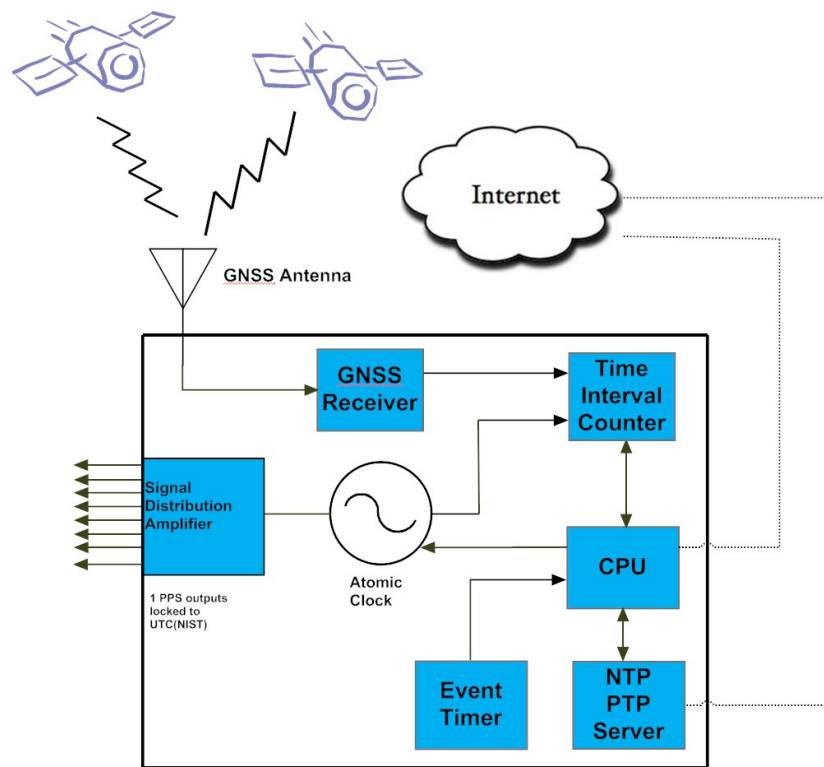 Internet
GNSS Antenna
GNSS
Receiver
Time
Interval
Counter
Signal
Distribution
Amplifier
Atomic
Clock
CPU
1 PPS outputs
locked to
UTC(NIST)
Event
Timer
NTP
PTP
Server